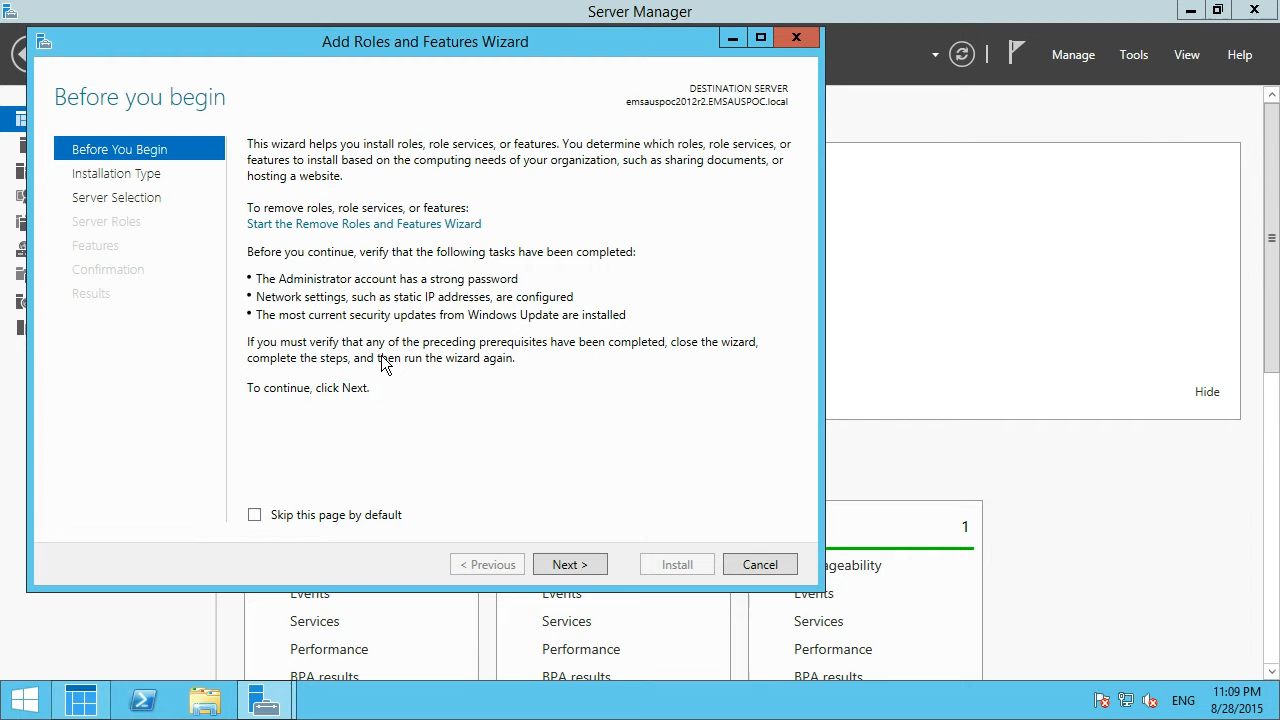 Server Manager
Add Roles and Features Wizard
Manage Tools View Help
Before you begin
DESTINATION SERVER
emsauspoc2012r2.EMSAUSPOC.local
Before You Begin
Installation Type
Server Selection
Server Roles
Features
Confirmation
Results
This wizard helps you install roles, role services, or features. You determine which roles, role services, or
features to install based on the computing needs of your organization, such as sharing documents, or
hosting a website.
To remove roles, role services, or features:
Start the Remove Roles and Features Wizard
Before you continue, verify that the following tasks have been completed:
• The Administrator account has a strong password
• Network settings, such as static IP addresses, are configured
• The most current security updates from Windows Update are installed
If you must verify that any of the preceding prerequisites have been completed, close the wizard,
complete the steps, and then run the wizard again.
To continue, click Next.
Skip this page by default
< Previous Next > Install Cancel
Hide
1
ageability
Events Events Events
Services Services Services
Performance Performance Performance
BPA results BPA results BPA results
ENG
11:09 PM
8/28/2015